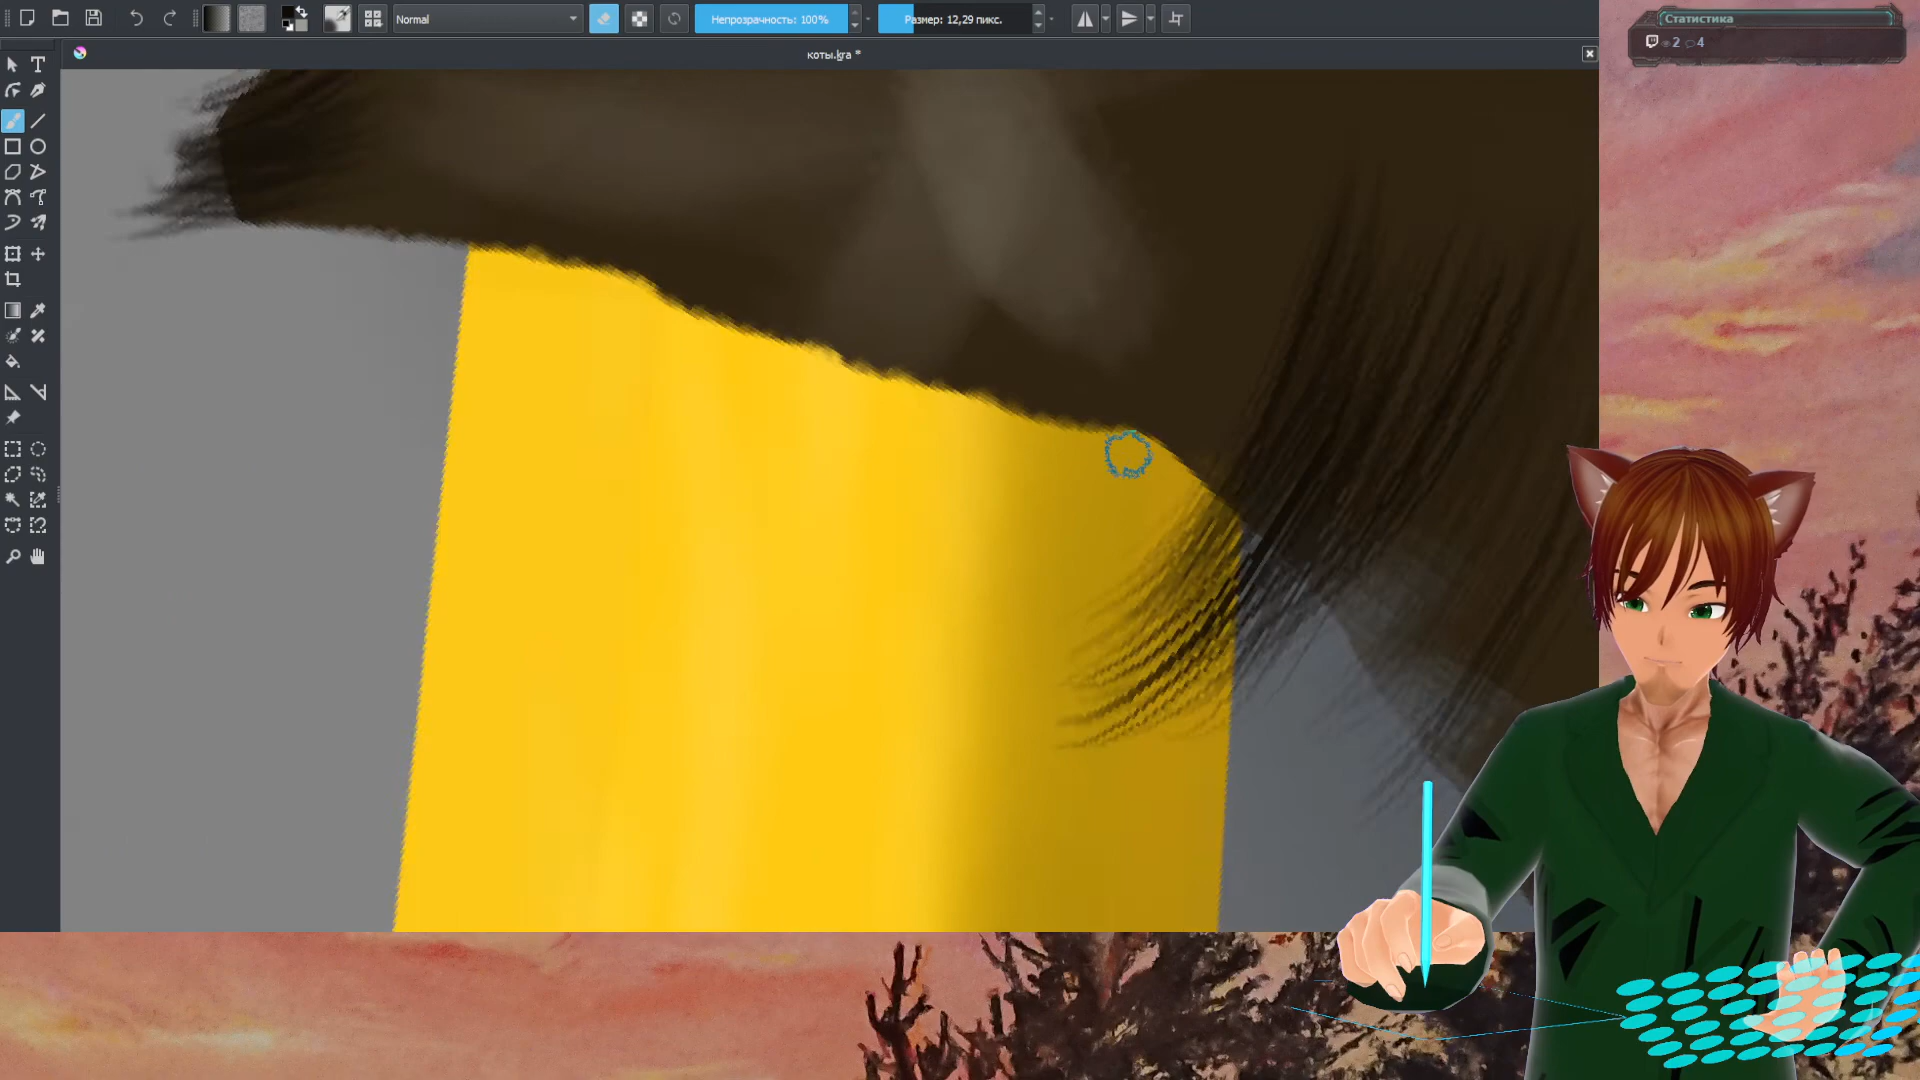 Normal
Непрозрачность: 100%
Размер: 12,29 пикс.
коты.kra *
Статистика
2 4